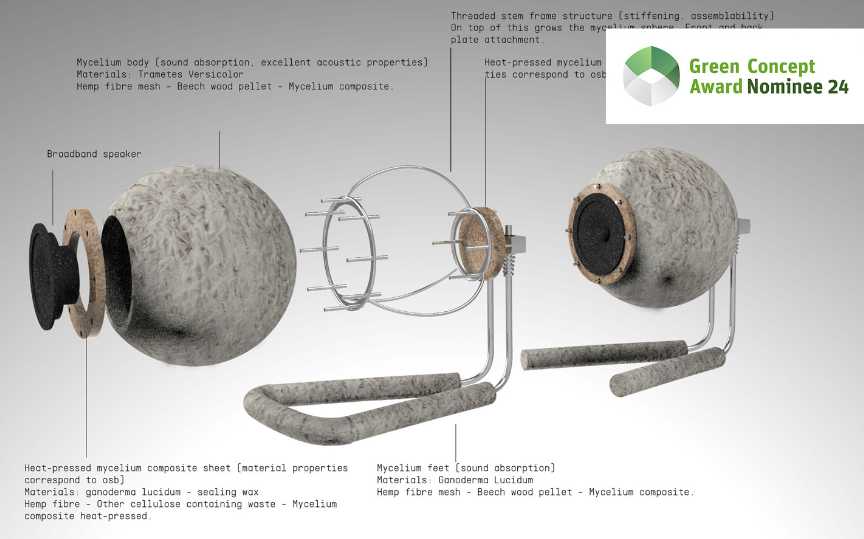 Threaded stem frame structure (stiffening, assemblability)
On top of this grows the mycelium sphere. Front and back
plate attachment.
Mycelium body (sound absorption, excellent acoustic properties)
Materials: Trametes Versicolor
Hemp fibre mesh - Beech wood pellet - Mycelium composite.
Heat-pressed mycelium
ties correspond to osb
Green Concept
Award Nominee 24
Broadband speaker
Heat-pressed mycelium composite sheet (material properties
correspond to osb)
Materials: ganoderma lucidum - sealing wax
Hemp fibre - Other cellulose containing waste - Mycelium
composite heat-pressed.
Mycelium feet (sound absorption)
Materials: Ganoderma Lucidum
Hemp fibre mesh - Beech wood pellet - Mycelium composite.